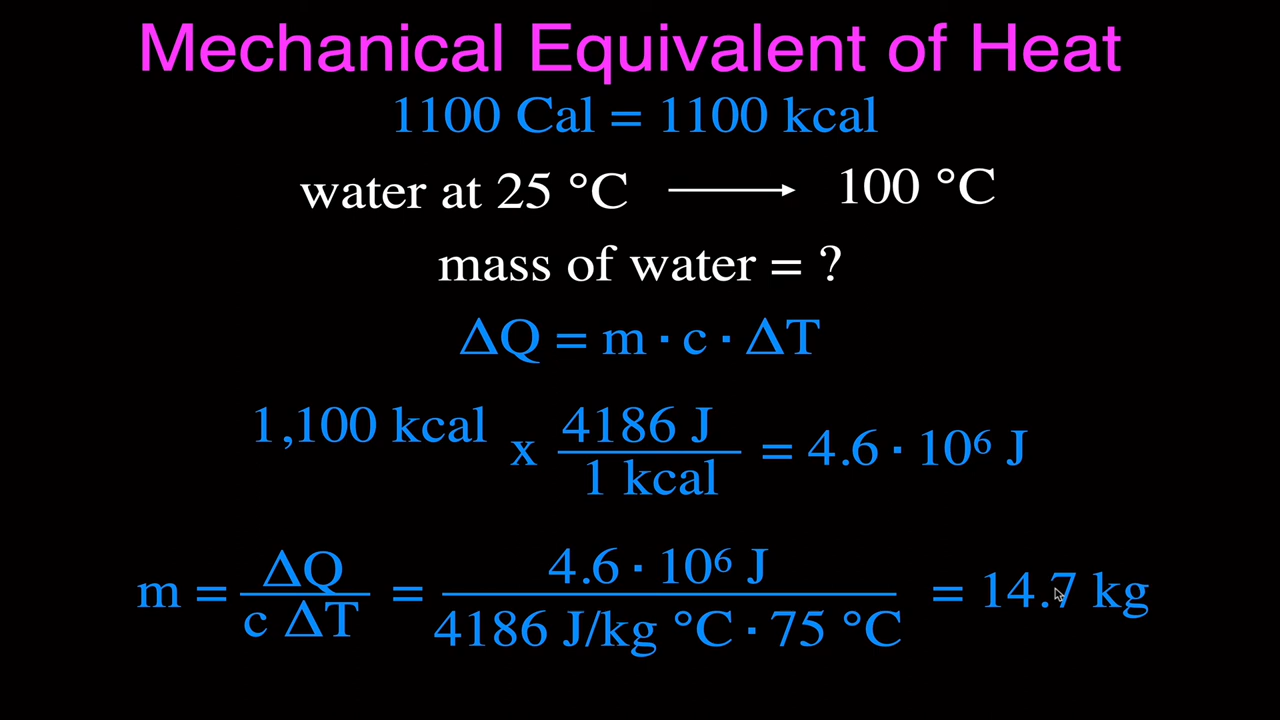 Mechanical Equivalent of Heat
1100 Cal = 1100 kcal
water at 25 °C ⟶ 100 °C
mass of water = ?
ΔQ = m · c · ΔT
1,100 kcal x 4186 J / 1 kcal = 4.6 · 10⁶ J
m = ΔQ / c ΔT = 4.6 · 10⁶ J / 4186 J/kg °C · 75 °C = 14.7 kg